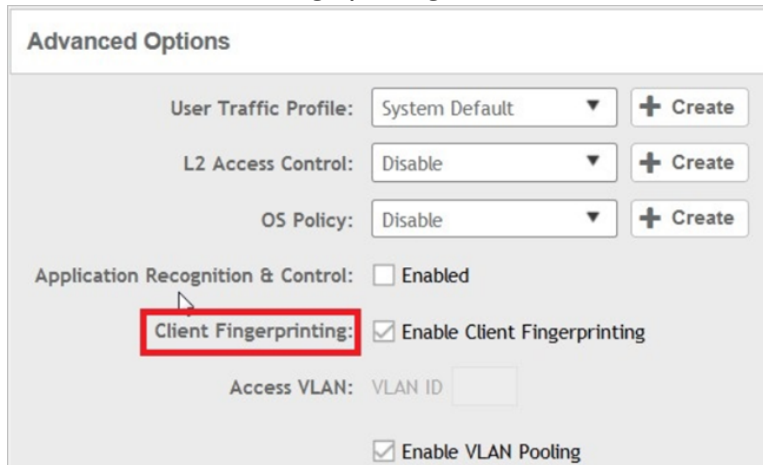 Advanced Options
User Traffic Profile: System Default + Create
L2 Access Control: Disable + Create
OS Policy: Disable + Create
Application Recognition & Control: Enabled
Client Fingerprinting: Enable Client Fingerprinting
Access VLAN: VLAN ID
Enable VLAN Pooling